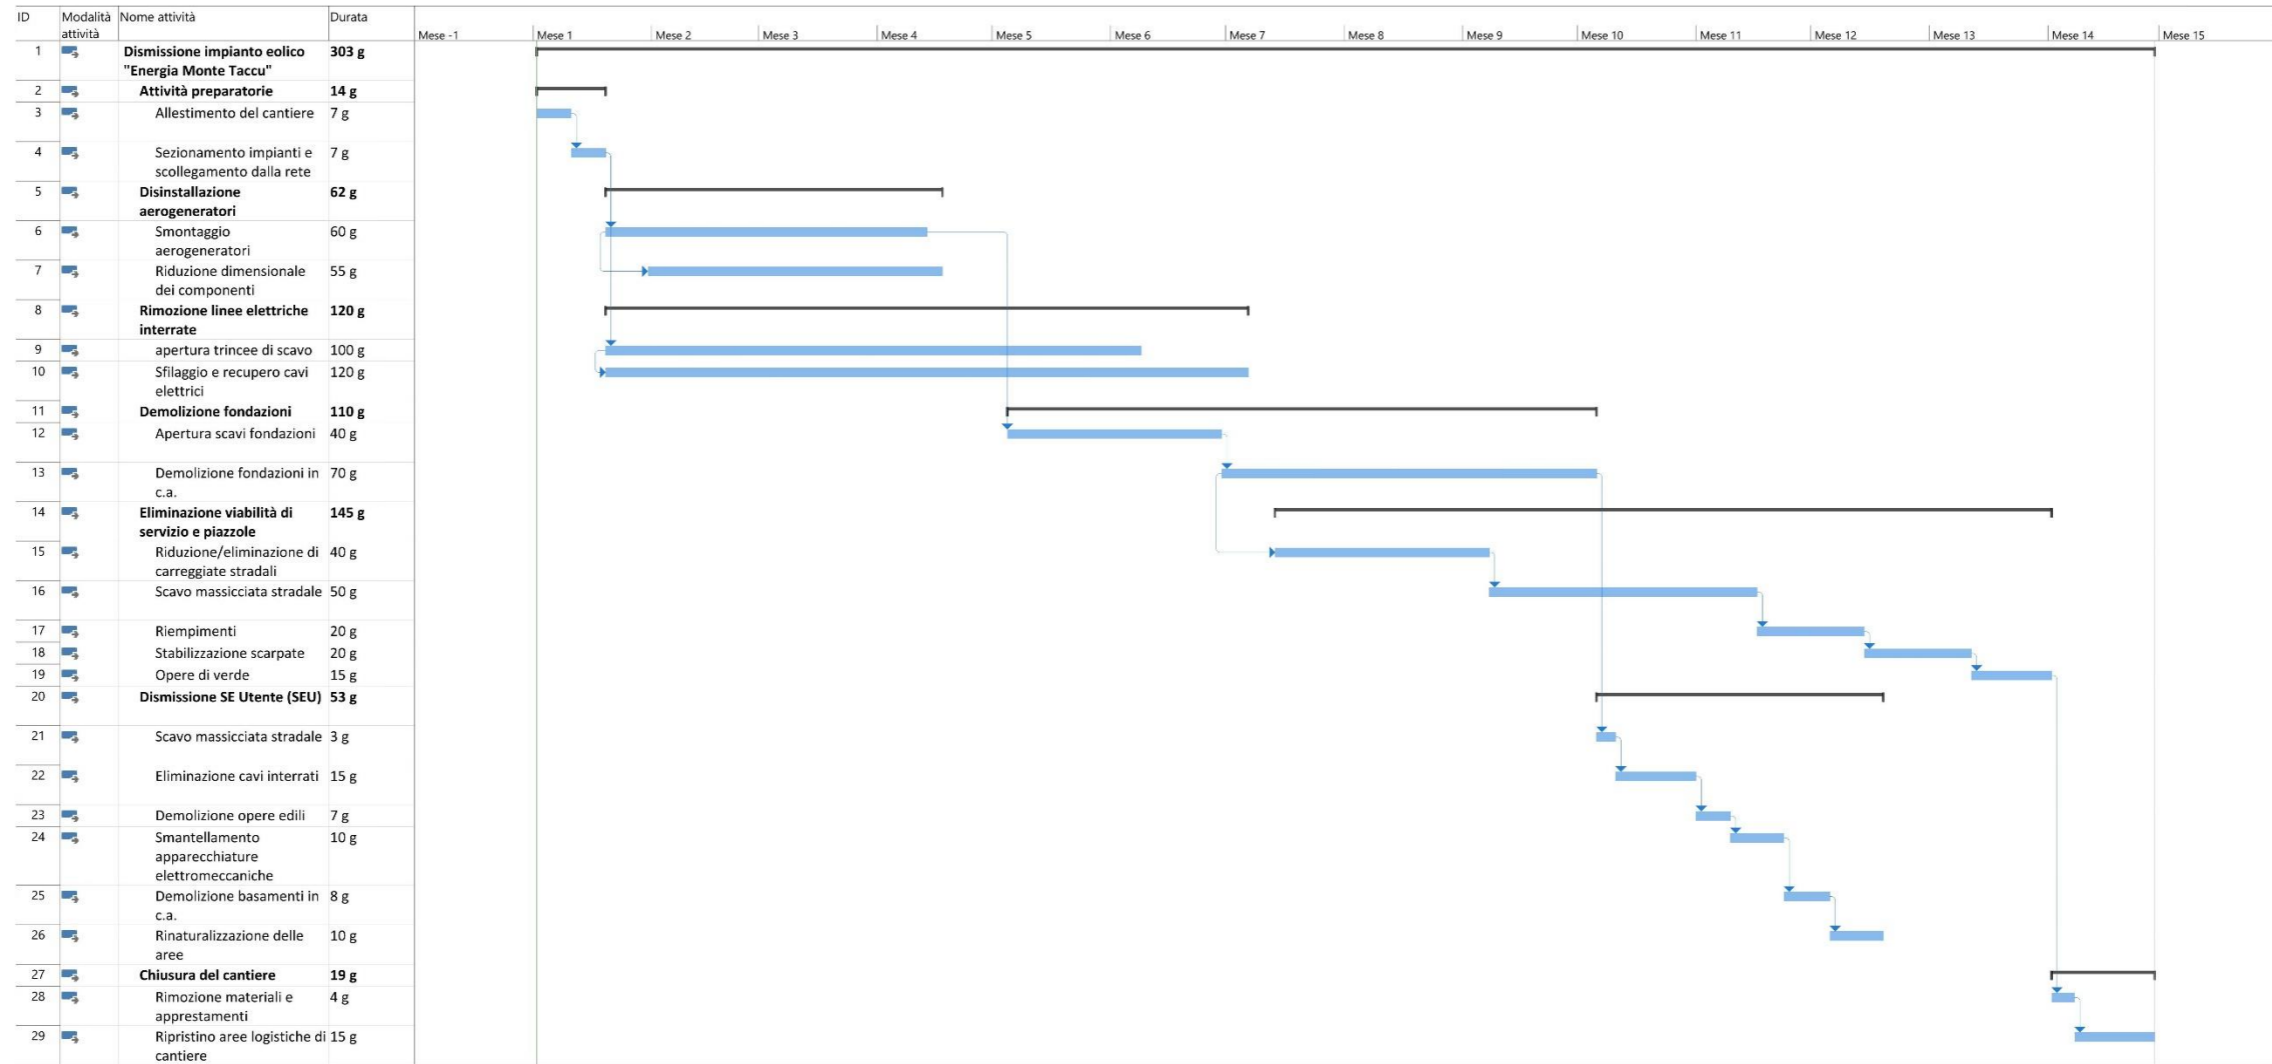 ID Modalità attività Nome attività Durata
Mese -1 Mese 1 Mese 2 Mese 3 Mese 4 Mese 5 Mese 6 Mese 7 Mese 8 Mese 9 Mese 10 Mese 11 Mese 12 Mese 13 Mese 14 Mese 15
1 Dismissione impianto eolico 303 g
"Energia Monte Taccu"
2 Attività preparatorie 14 g
3 Allestimento del cantiere 7 g
4 Sezionamento impianti e 7 g
scollegamento dalla rete
5 Disinstallazione 62 g
aerogeneratori
6 Smontaggio 60 g
aerogeneratori
7 Riduzione dimensionale 55 g
dei componenti
8 Rimozione linee elettriche 120 g
interrate
9 apertura trincee di scavo 100 g
10 Sfilaggio e recupero cavi 120 g
elettrici
11 Demolizione fondazioni 110 g
12 Apertura scavi fondazioni 40 g
13 Demolizione fondazioni in 70 g
c.a.
14 Eliminazione viabilità di 145 g
servizio e piazzole
15 Riduzione/eliminazione di 40 g
carreggiate stradali
16 Scavo massicciata stradale 50 g
17 Riempimenti 20 g
18 Stabilizzazione scarpate 20 g
19 Opere di verde 15 g
20 Dismissione SE Utente (SEU) 53 g
21 Scavo massicciata stradale 3 g
22 Eliminazione cavi interrati 15 g
23 Demolizione opere edili 7 g
24 Smantellamento 10 g
apparecchiature
elettromeccaniche
25 Demolizione basamenti in 8 g
c.a.
26 Rinaturalizzazione delle 10 g
aree
27 Chiusura del cantiere 19 g
28 Rimozione materiali e 4 g
apprestamenti
29 Ripristino aree logistiche di 15 g
cantiere